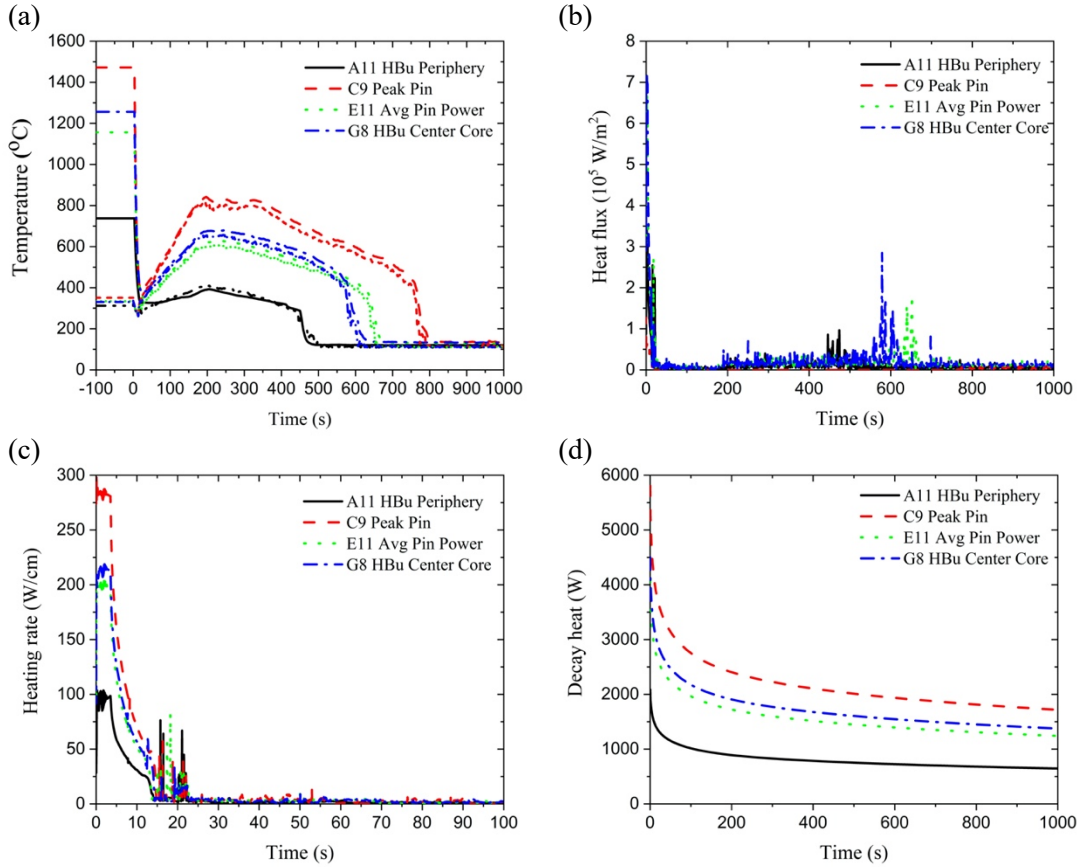 (a)
Temperature (°C)
1600
1400
1200
1000
800
600
400
200
0
-100 0 100 200 300 400 500 600 700 800 900 1000
Time (s)
A11 HBu Periphery
C9 Peak Pin
E11 Avg Pin Power
G8 HBu Center Core
(b)
Heat flux (10⁵ W/m²)
8
7
6
5
4
3
2
1
0
0 200 400 600 800 1000
Time (s)
A11 HBu Periphery
C9 Peak Pin
E11 Avg Pin Power
G8 HBu Center Core
(c)
Heating rate (W/cm)
300
250
200
150
100
50
0
0 10 20 30 40 50 60 70 80 90 100
Time (s)
A11 HBu Periphery
C9 Peak Pin
E11 Avg Pin Power
G8 HBu Center Core
(d)
Decay heat (W)
6000
5000
4000
3000
2000
1000
0
0 200 400 600 800 1000
Time (s)
A11 HBu Periphery
C9 Peak Pin
E11 Avg Pin Power
G8 HBu Center Core